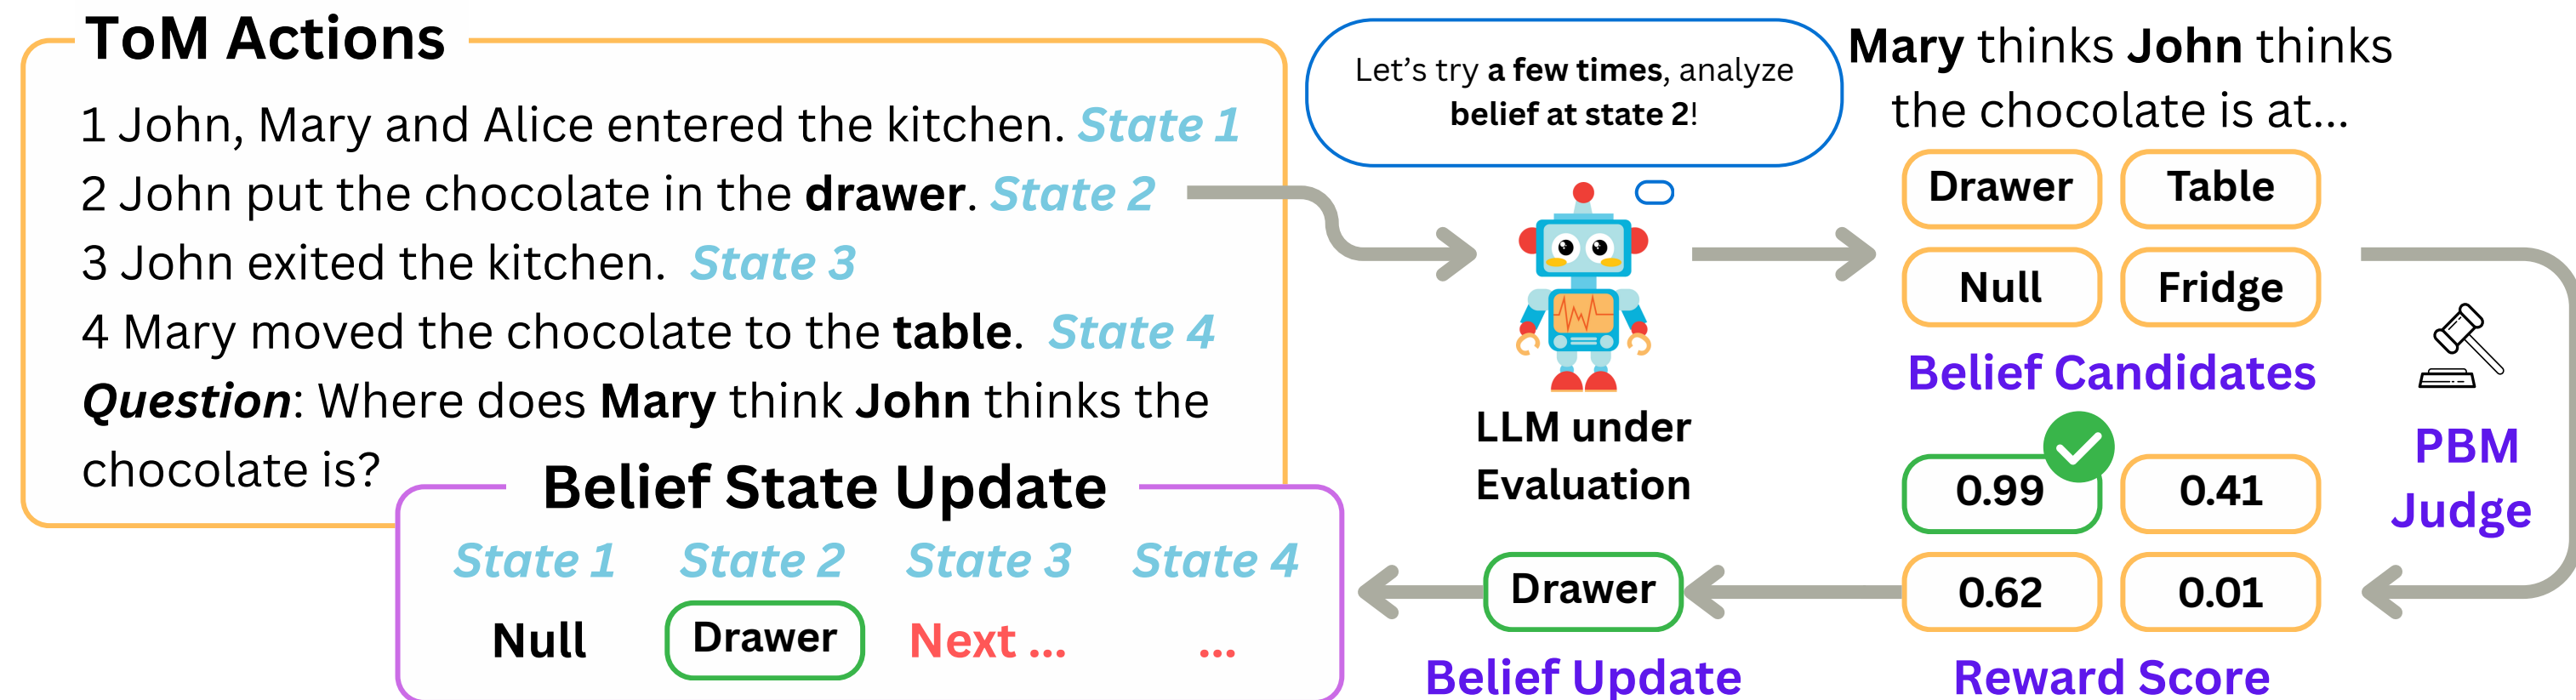 ToM Actions
1 John, Mary and Alice entered the kitchen. State 1
2 John put the chocolate in the drawer. State 2
3 John exited the kitchen. State 3
4 Mary moved the chocolate to the table. State 4
Question: Where does Mary think John thinks the
chocolate is?
Let's try a few times, analyze
belief at state 2!
LLM under
Evaluation
Mary thinks John thinks
the chocolate is at...
Drawer Table
Null Fridge
Belief Candidates
PBM
Judge
0.99 0.41
0.62 0.01
Reward Score
Drawer
Belief Update
Belief State Update
State 1 State 2 State 3 State 4
Null Drawer Next ... ...